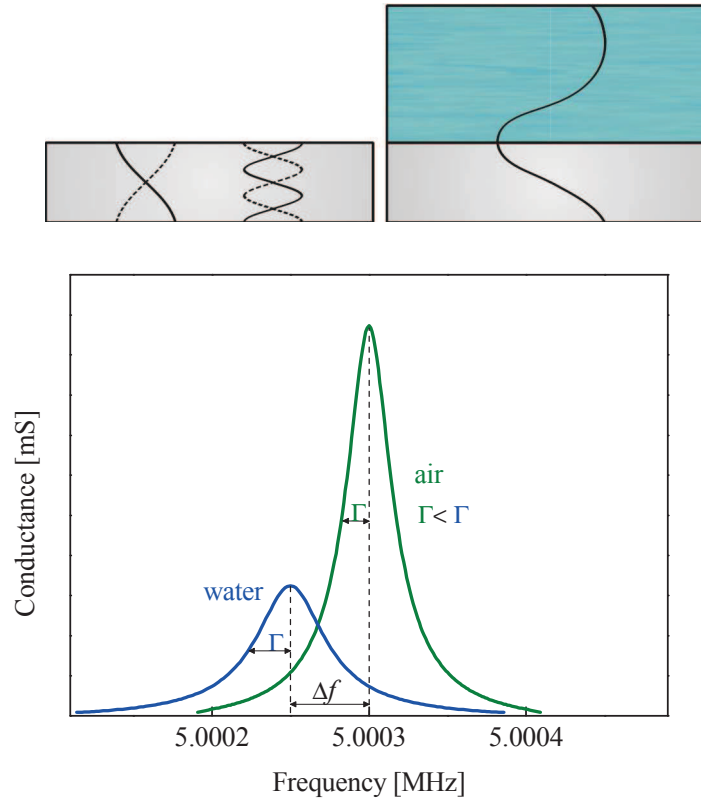 Conductance [mS]
air
Γ
Γ< Γ
water
Γ
Δf
5.0002 5.0003 5.0004
Frequency [MHz]